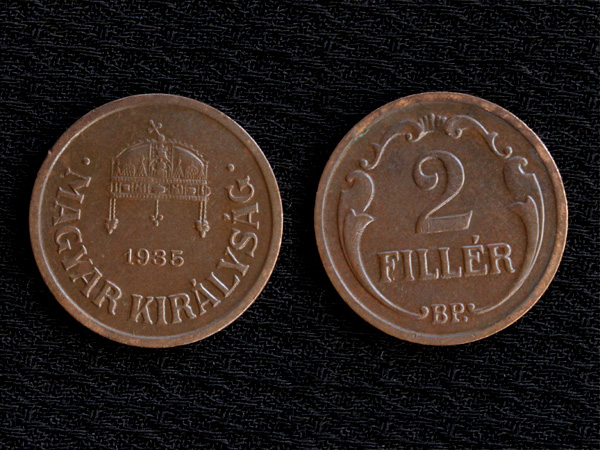 1935
· MAGYAR KIRÁLYSÁG ·
2
FILLÉR
BP.